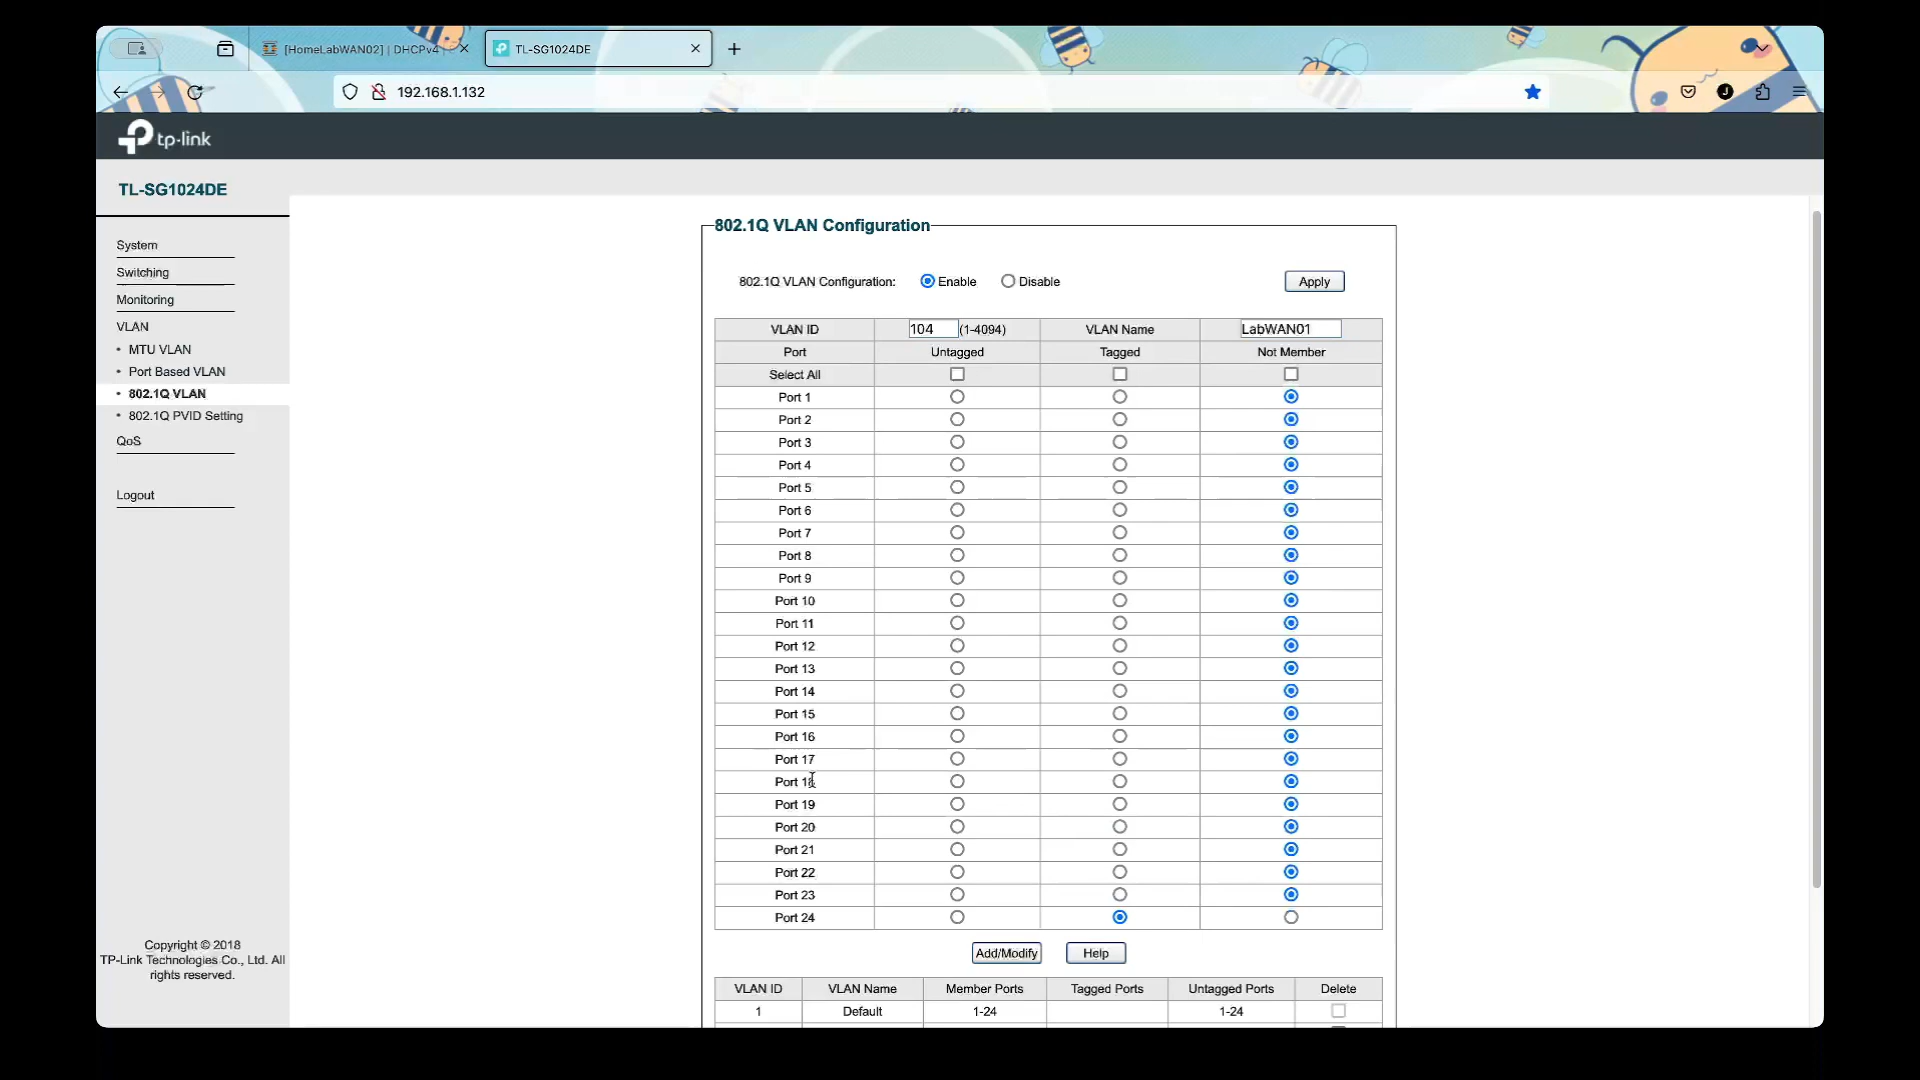 [HomeLabWAN02] | DHCPv4
TL-SG1024DE
192.168.1.132
J
tp-link
TL-SG1024DE
System
Switching
Monitoring
VLAN
• MTU VLAN
• Port Based VLAN
• 802.1Q VLAN
• 802.1Q PVID Setting
QoS
Logout
Copyright © 2018
TP-Link Technologies Co., Ltd. All
rights reserved.
802.1Q VLAN Configuration
802.1Q VLAN Configuration: Enable Disable Apply
VLAN ID 104 (1-4094) VLAN Name LabWAN01
Port Untagged Tagged Not Member
Select All
Port 1
Port 2
Port 3
Port 4
Port 5
Port 6
Port 7
Port 8
Port 9
Port 10
Port 11
Port 12
Port 13
Port 14
Port 15
Port 16
Port 17
Port 18
Port 19
Port 20
Port 21
Port 22
Port 23
Port 24
Add/Modify Help
VLAN ID VLAN Name Member Ports Tagged Ports Untagged Ports Delete
1 Default 1-24 1-24